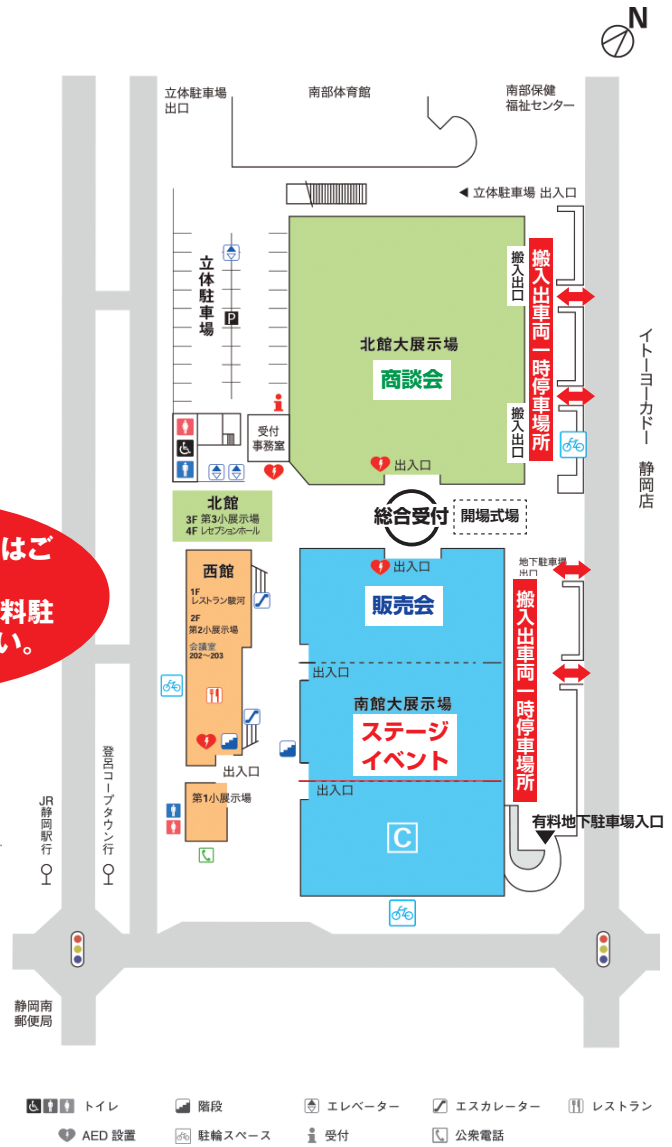 N
立体駐車場
出口
南部体育館
南部保健
福祉センター
◀ 立体駐車場 出入口
立体駐車場
P
搬入出口
搬入出車両一時停車場所
北館大展示場
商談会
イトーヨーカドー 静岡店
受付
事務室
搬入出口
出入口
北館
3F 第3小展示場
4F レセプションホール
総合受付
開場式場
はご
料駐
い。
西館
1F
レストラン駿河
2F
第2小展示場
会議室
202〜203
出入口
販売会
地下駐車場
出口
搬入出車両一時停車場所
出入口
南館大展示場
ステージ
イベント
出入口
出入口
第1小展示場
C
有料地下駐車場入口
登呂コープタウン行
JR静岡駅行
静岡南
郵便局
トイレ
階段
エレベーター
エスカレーター
レストラン
AED 設置
駐輪スペース
受付
公衆電話